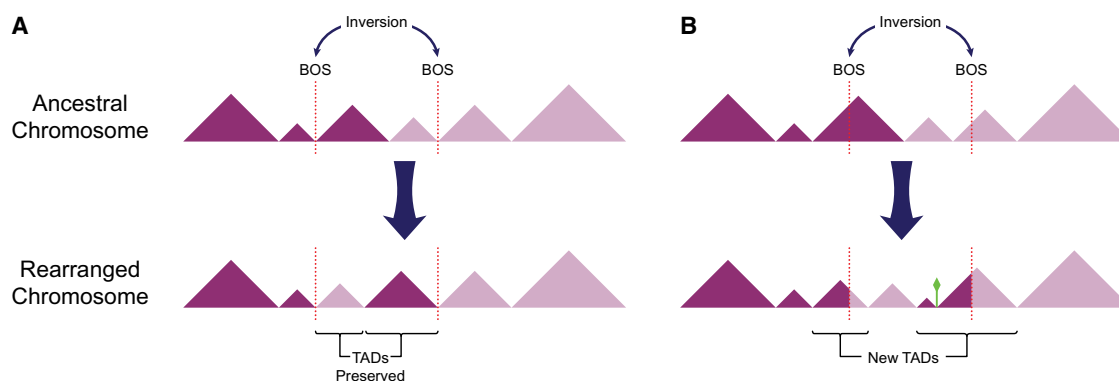 A
Inversion
BOS
BOS
Ancestral
Chromosome
Rearranged
Chromosome
TADs
Preserved
B
Inversion
BOS
BOS
New TADs